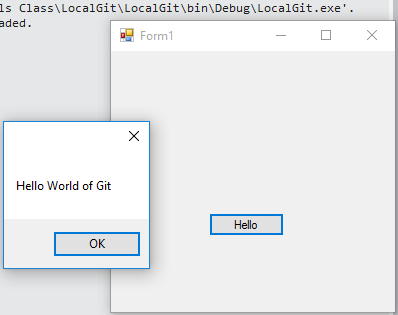 ls Class\LocalGit\LocalGit\bin\Debug\LocalGit.exe'.
aded.
Form1
Hello World of Git
OK
Hello